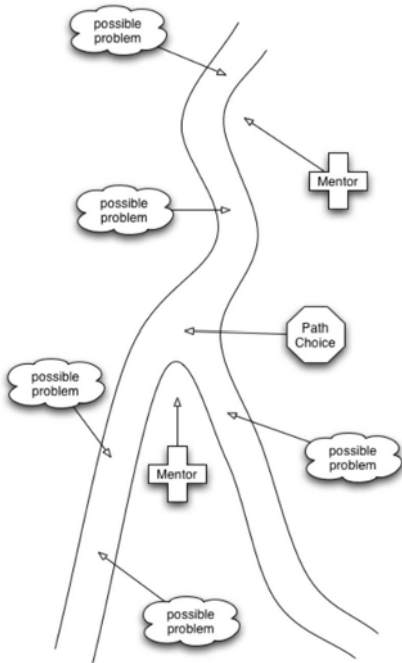 possible
problem
Mentor
possible
problem
Path
Choice
possible
problem
possible
problem
Mentor
possible
problem